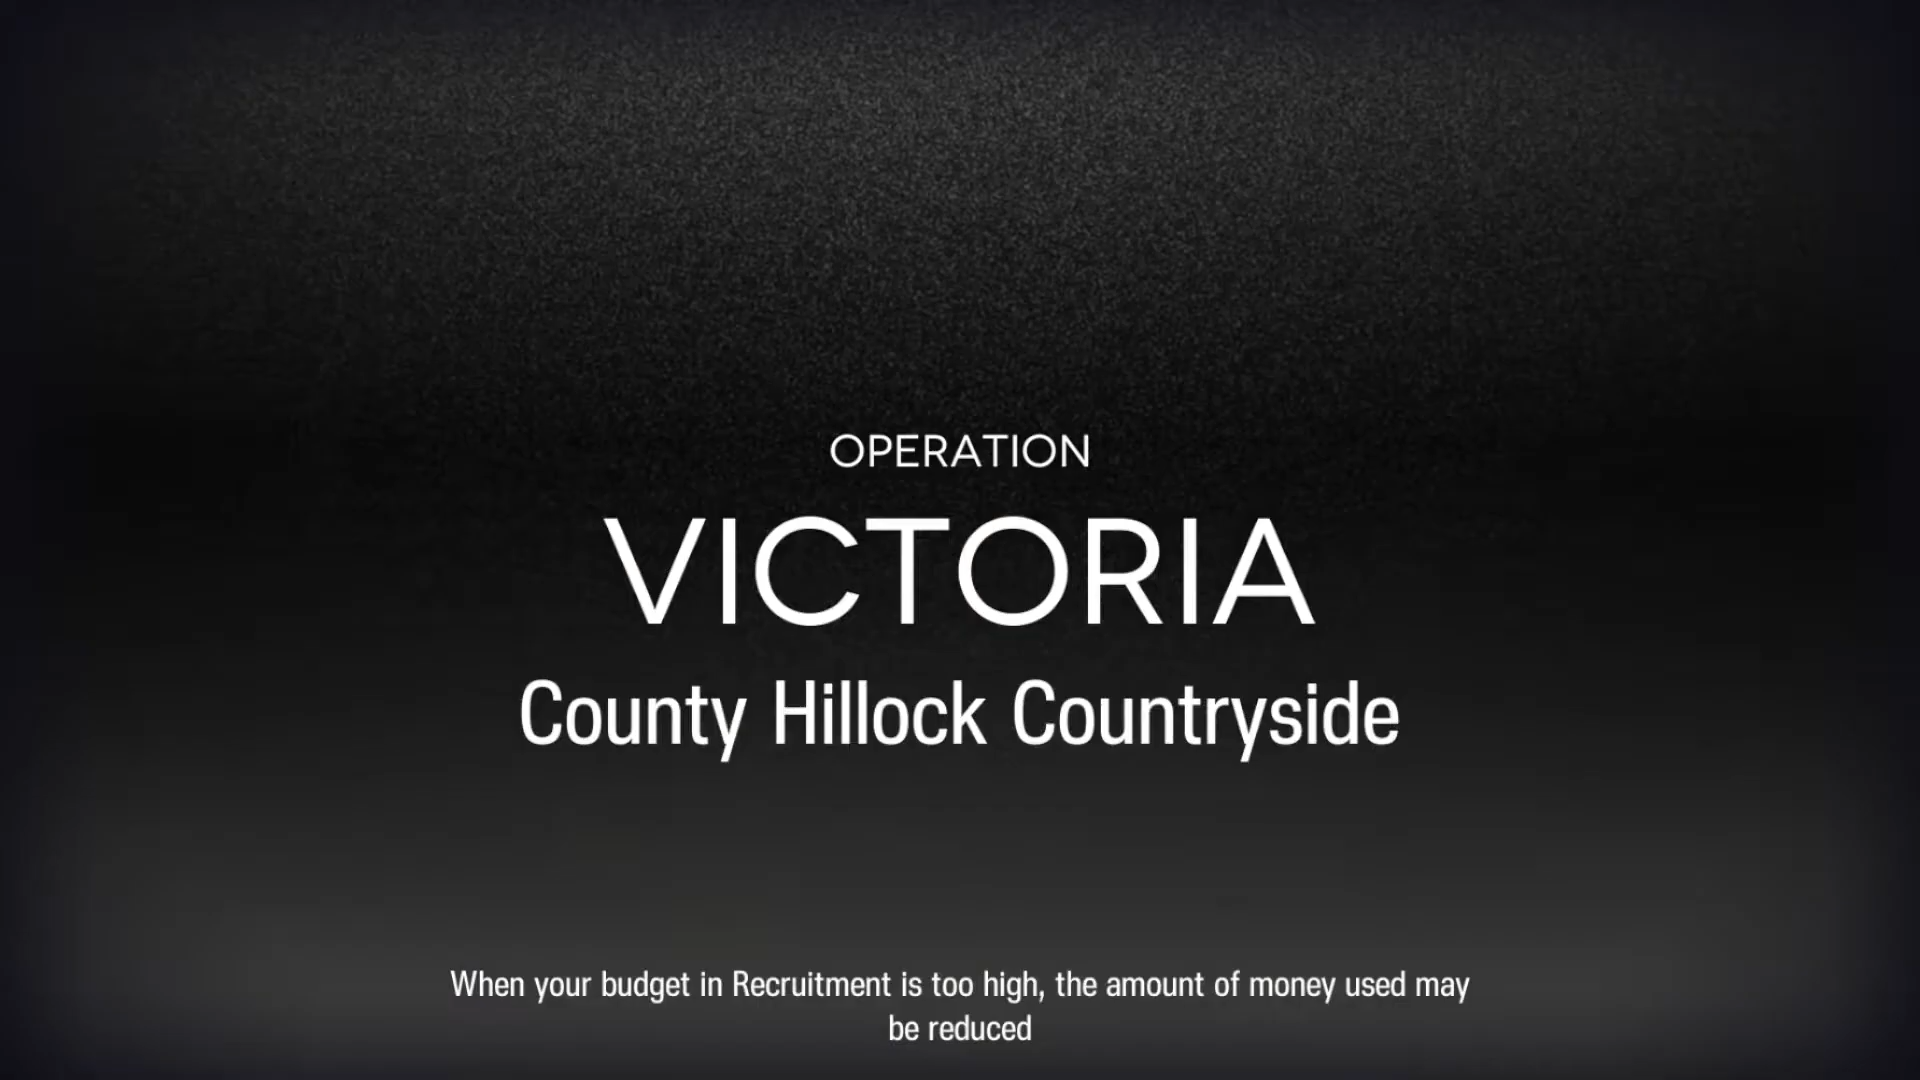 OPERATION
VICTORIA
County Hillock Countryside
When your budget in Recruitment is too high, the amount of money used may
be reduced